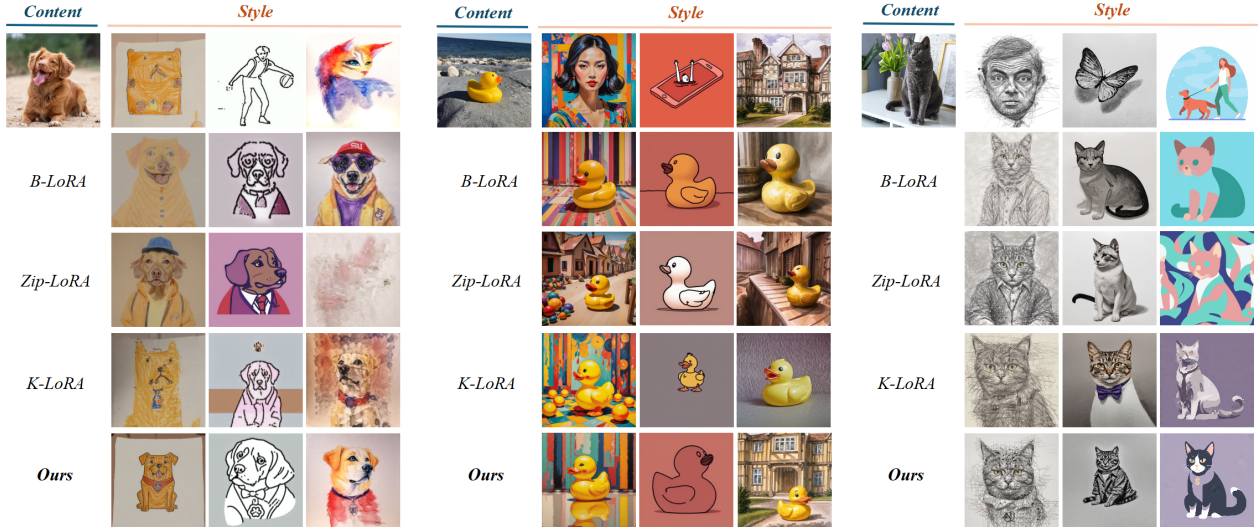 Content Style Content Style Content Style
B-LoRA B-LoRA B-LoRA
Zip-LoRA Zip-LoRA Zip-LoRA
K-LoRA K-LoRA K-LoRA
Ours Ours Ours